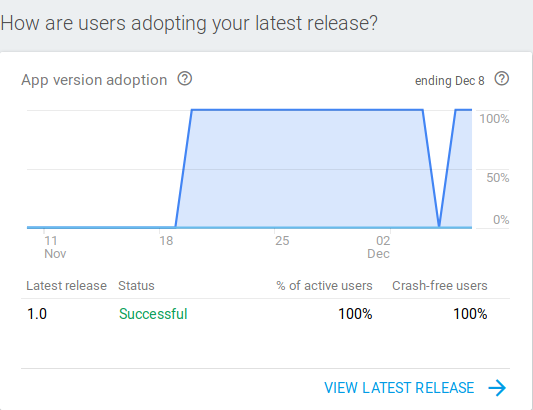 How are users adopting your latest release?
App version adoption ? ending Dec 8 ?
100%
50%
0%
11 18 25 02
Nov Dec
Latest release Status % of active users Crash-free users
1.0 Successful 100% 100%
VIEW LATEST RELEASE